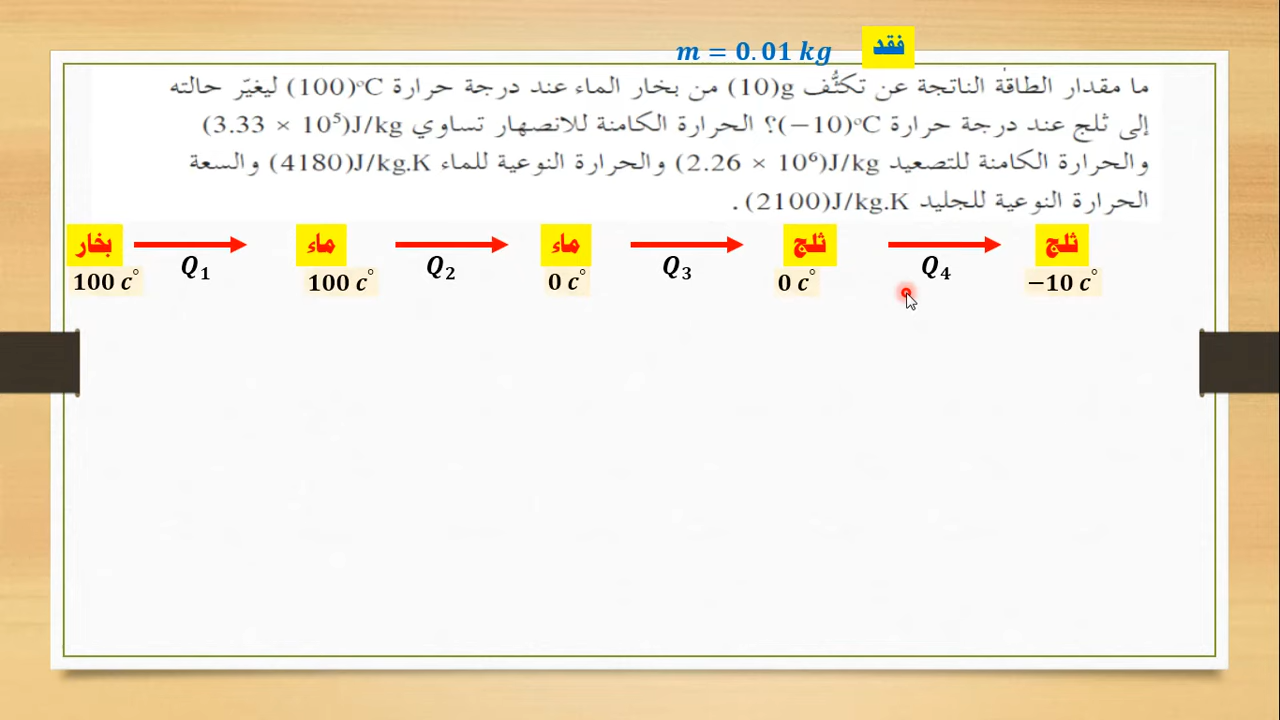 m = 0.01 kg فقد
ما مقدار الطاقة الناتجة عن تكثُّف 10)g) من بخار الماء عند درجة حرارة 100)°C) ليغيّر حالته
إلى ثلج عند درجة حرارة (−10)°C؟ الحرارة الكامنة للانصهار تساوي (3.33 × 10⁵)J/kg
والحرارة الكامنة للتصعيد (2.26 × 10⁶)J/kg والحرارة النوعية للماء (4180)J/kg.K والسعة
الحرارة النوعية للجليد (2100)J/kg.K .
بخار ماء ماء ثلج ثلج
Q₁ Q₂ Q₃ Q₄
100 c° 100 c° 0 c° 0 c° −10 c°